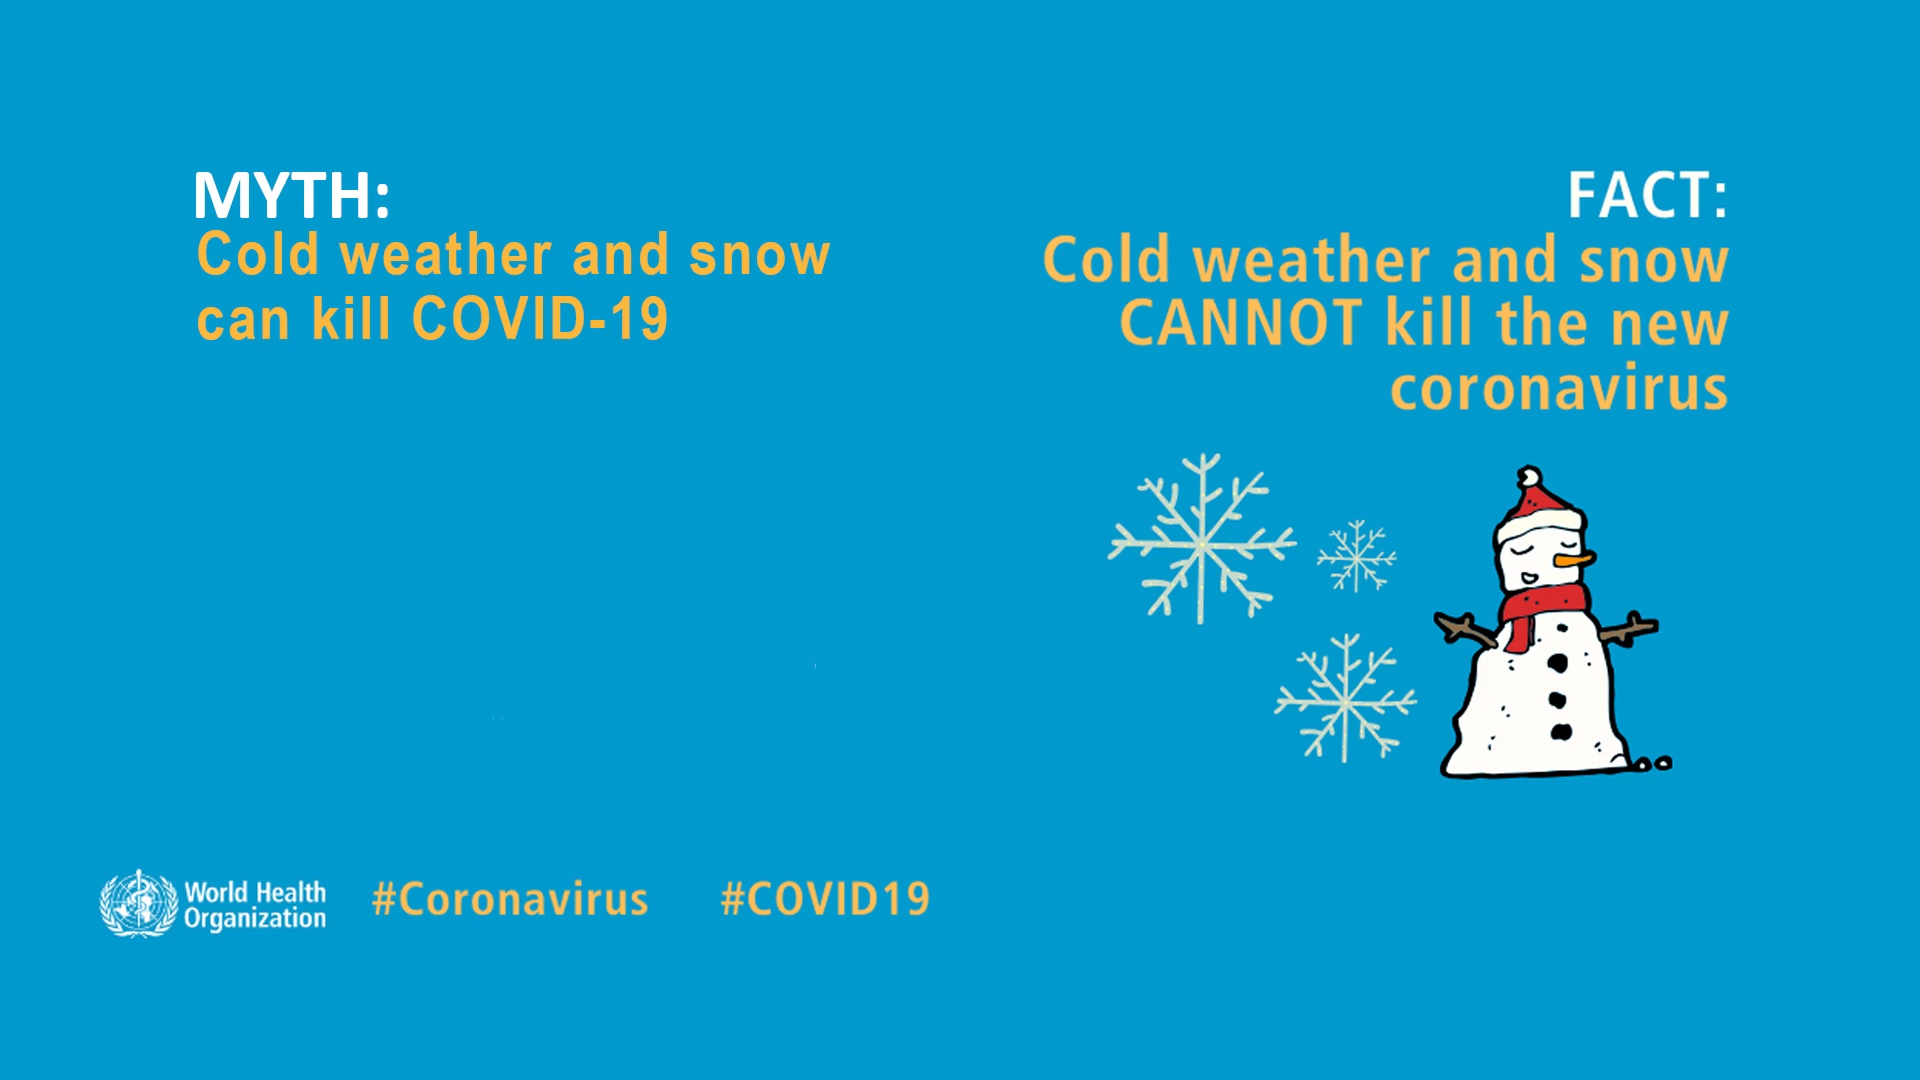 MYTH:
Cold weather and snow
can kill COVID-19
FACT:
Cold weather and snow
CANNOT kill the new
coronavirus
World Health
Organization
#Coronavirus
#COVID19